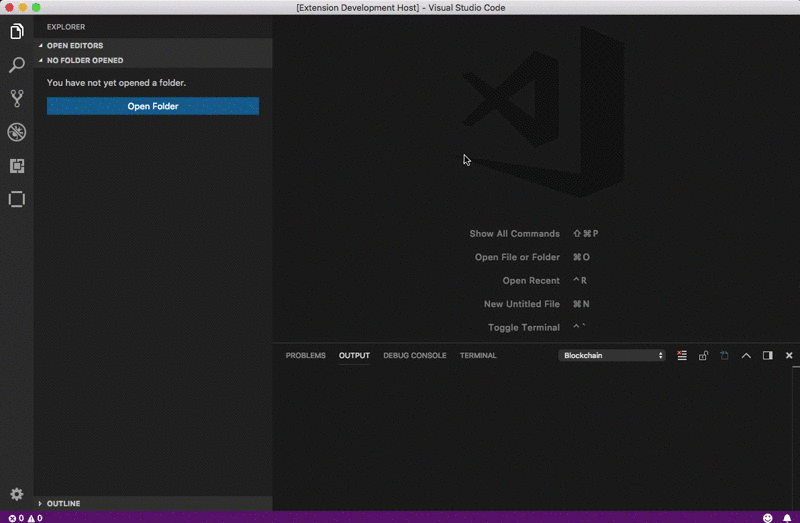 [Extension Development Host] - Visual Studio Code
EXPLORER
OPEN EDITORS
NO FOLDER OPENED
You have not yet opened a folder.
Open Folder
Show All Commands ⇧⌘P
Open File or Folder ⌘O
Open Recent ^R
New Untitled File ⌘N
Toggle Terminal ^`
PROBLEMS OUTPUT DEBUG CONSOLE TERMINAL Blockchain
OUTLINE
0 0